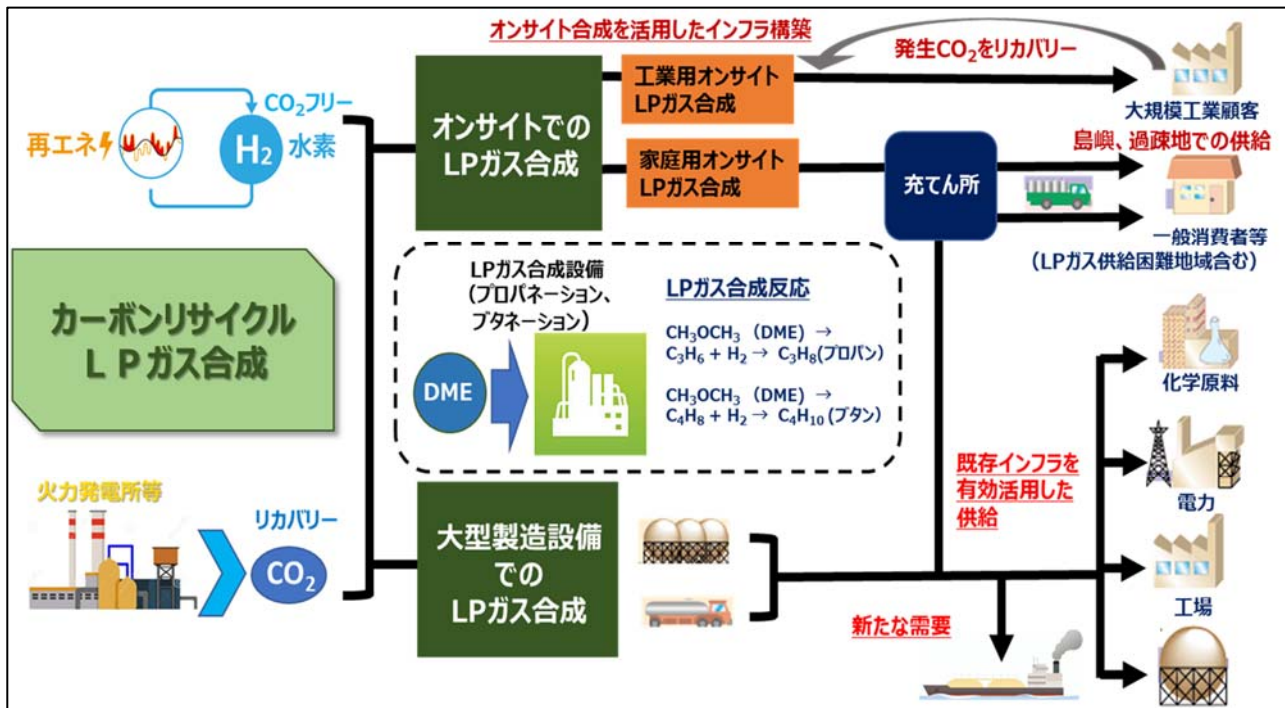 オンサイト合成を活用したインフラ構築
発生CO₂をリカバリー
大規模工業顧客
再エネ
CO₂フリー
H₂
水素
オンサイトでの
LPガス合成
工業用オンサイト
LPガス合成
家庭用オンサイト
LPガス合成
充てん所
島嶼、過疎地での供給
一般消費者等
(LPガス供給困難地域含む)
カーボンリサイクル
LPガス合成
LPガス合成設備
(プロパネーション、
ブタネーション)
DME
LPガス合成反応
CH₃OCH₃ (DME) →
C₃H₆ + H₂ → C₃H₈(プロパン)
CH₃OCH₃ (DME) →
C₄H₈ + H₂ → C₄H₁₀(ブタン)
火力発電所等
リカバリー
CO₂
大型製造設備
での
LPガス合成
既存インフラを
有効活用した
供給
新たな需要
化学原料
電力
工場